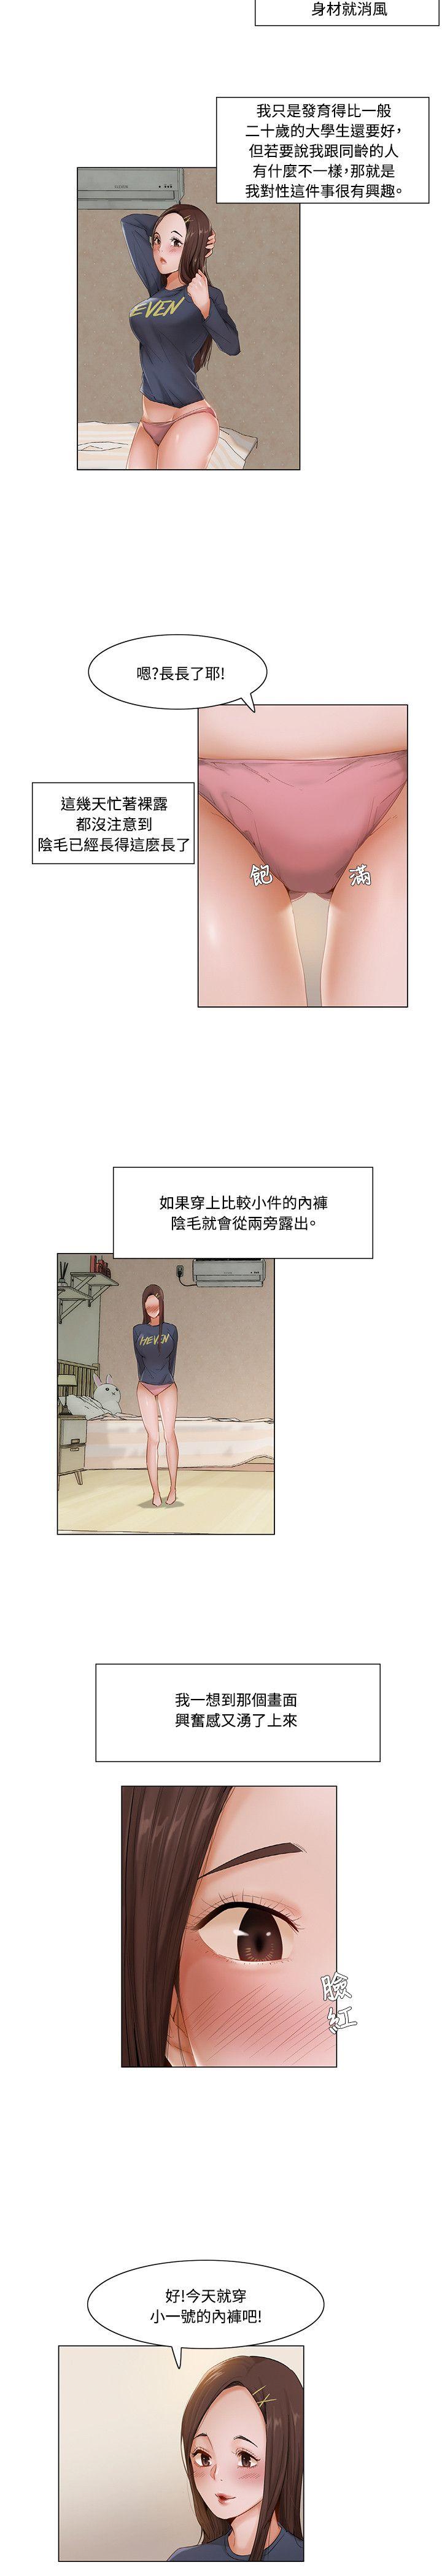 身材就消風
我只是發育得比一般
二十歲的大學生還要好，
但若要說我跟同齡的人
有什麼不一樣，那就是
我對性這件事很有興趣。
EVEN
嗯?長長了耶!
這幾天忙著裸露
都沒注意到
陰毛已經長得這麼長了
飽 滿
如果穿上比較小件的內褲
陰毛就會從兩旁露出。
HEVEN
我一想到那個畫面
興奮感又湧了上來
臉
紅
好!今天就穿
小一號的內褲吧!